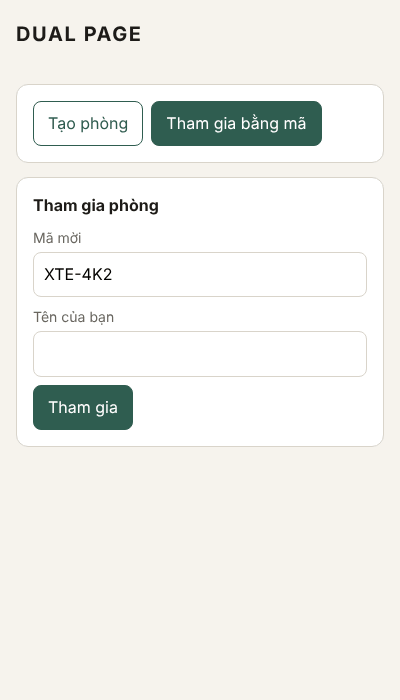 DUAL PAGE
Tạo phòng
Tham gia bằng mã
Tham gia phòng
Mã mời
XTE-4K2
Tên của bạn
Tham gia